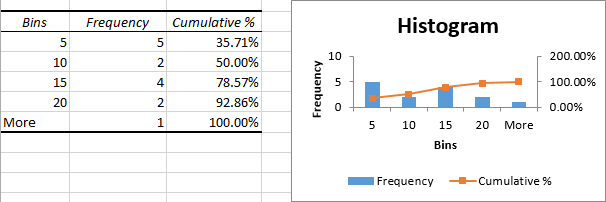 Bins Frequency Cumulative %
5 5 35.71%
10 2 50.00%
15 4 78.57%
20 2 92.86%
More 1 100.00%
Histogram
Frequency
10
5
0
200.00%
100.00%
0.00%
5 10 15 20 More
Bins
Frequency Cumulative %